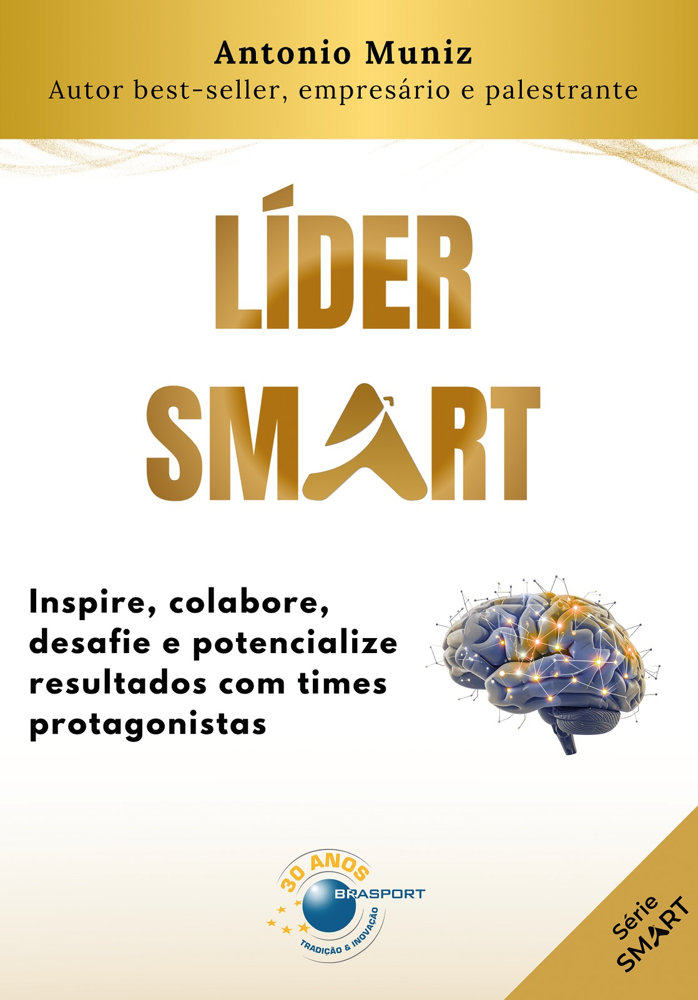 Antonio Muniz
Autor best-seller, empresário e palestrante
LÍDER
SMART
Inspire, colabore,
desafie e potencialize
resultados com times
protagonistas
30 ANOS
BRASPORT
TRADIÇÃO & INOVAÇÃO
Série
SMART